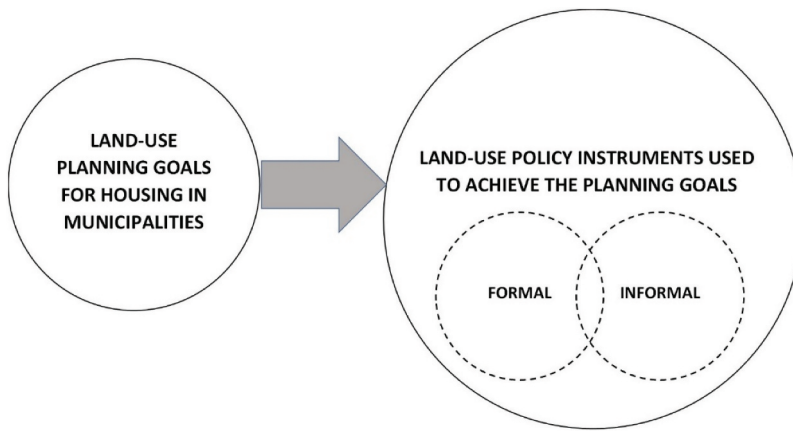 LAND-USE
PLANNING GOALS
FOR HOUSING IN
MUNICIPALITIES
LAND-USE POLICY INSTRUMENTS USED
TO ACHIEVE THE PLANNING GOALS
FORMAL
INFORMAL